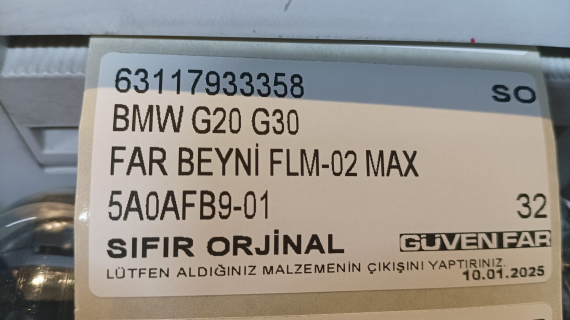 63117933358 SO
BMW G20 G30
FAR BEYNİ FLM-02 MAX
5A0AFB9-01 32
SIFIR ORJİNAL GÜVEN FAR
LÜTFEN ALDIĞINIZ MALZEMENİN ÇIKIŞINI YAPTIRINIZ. 10.01.2025